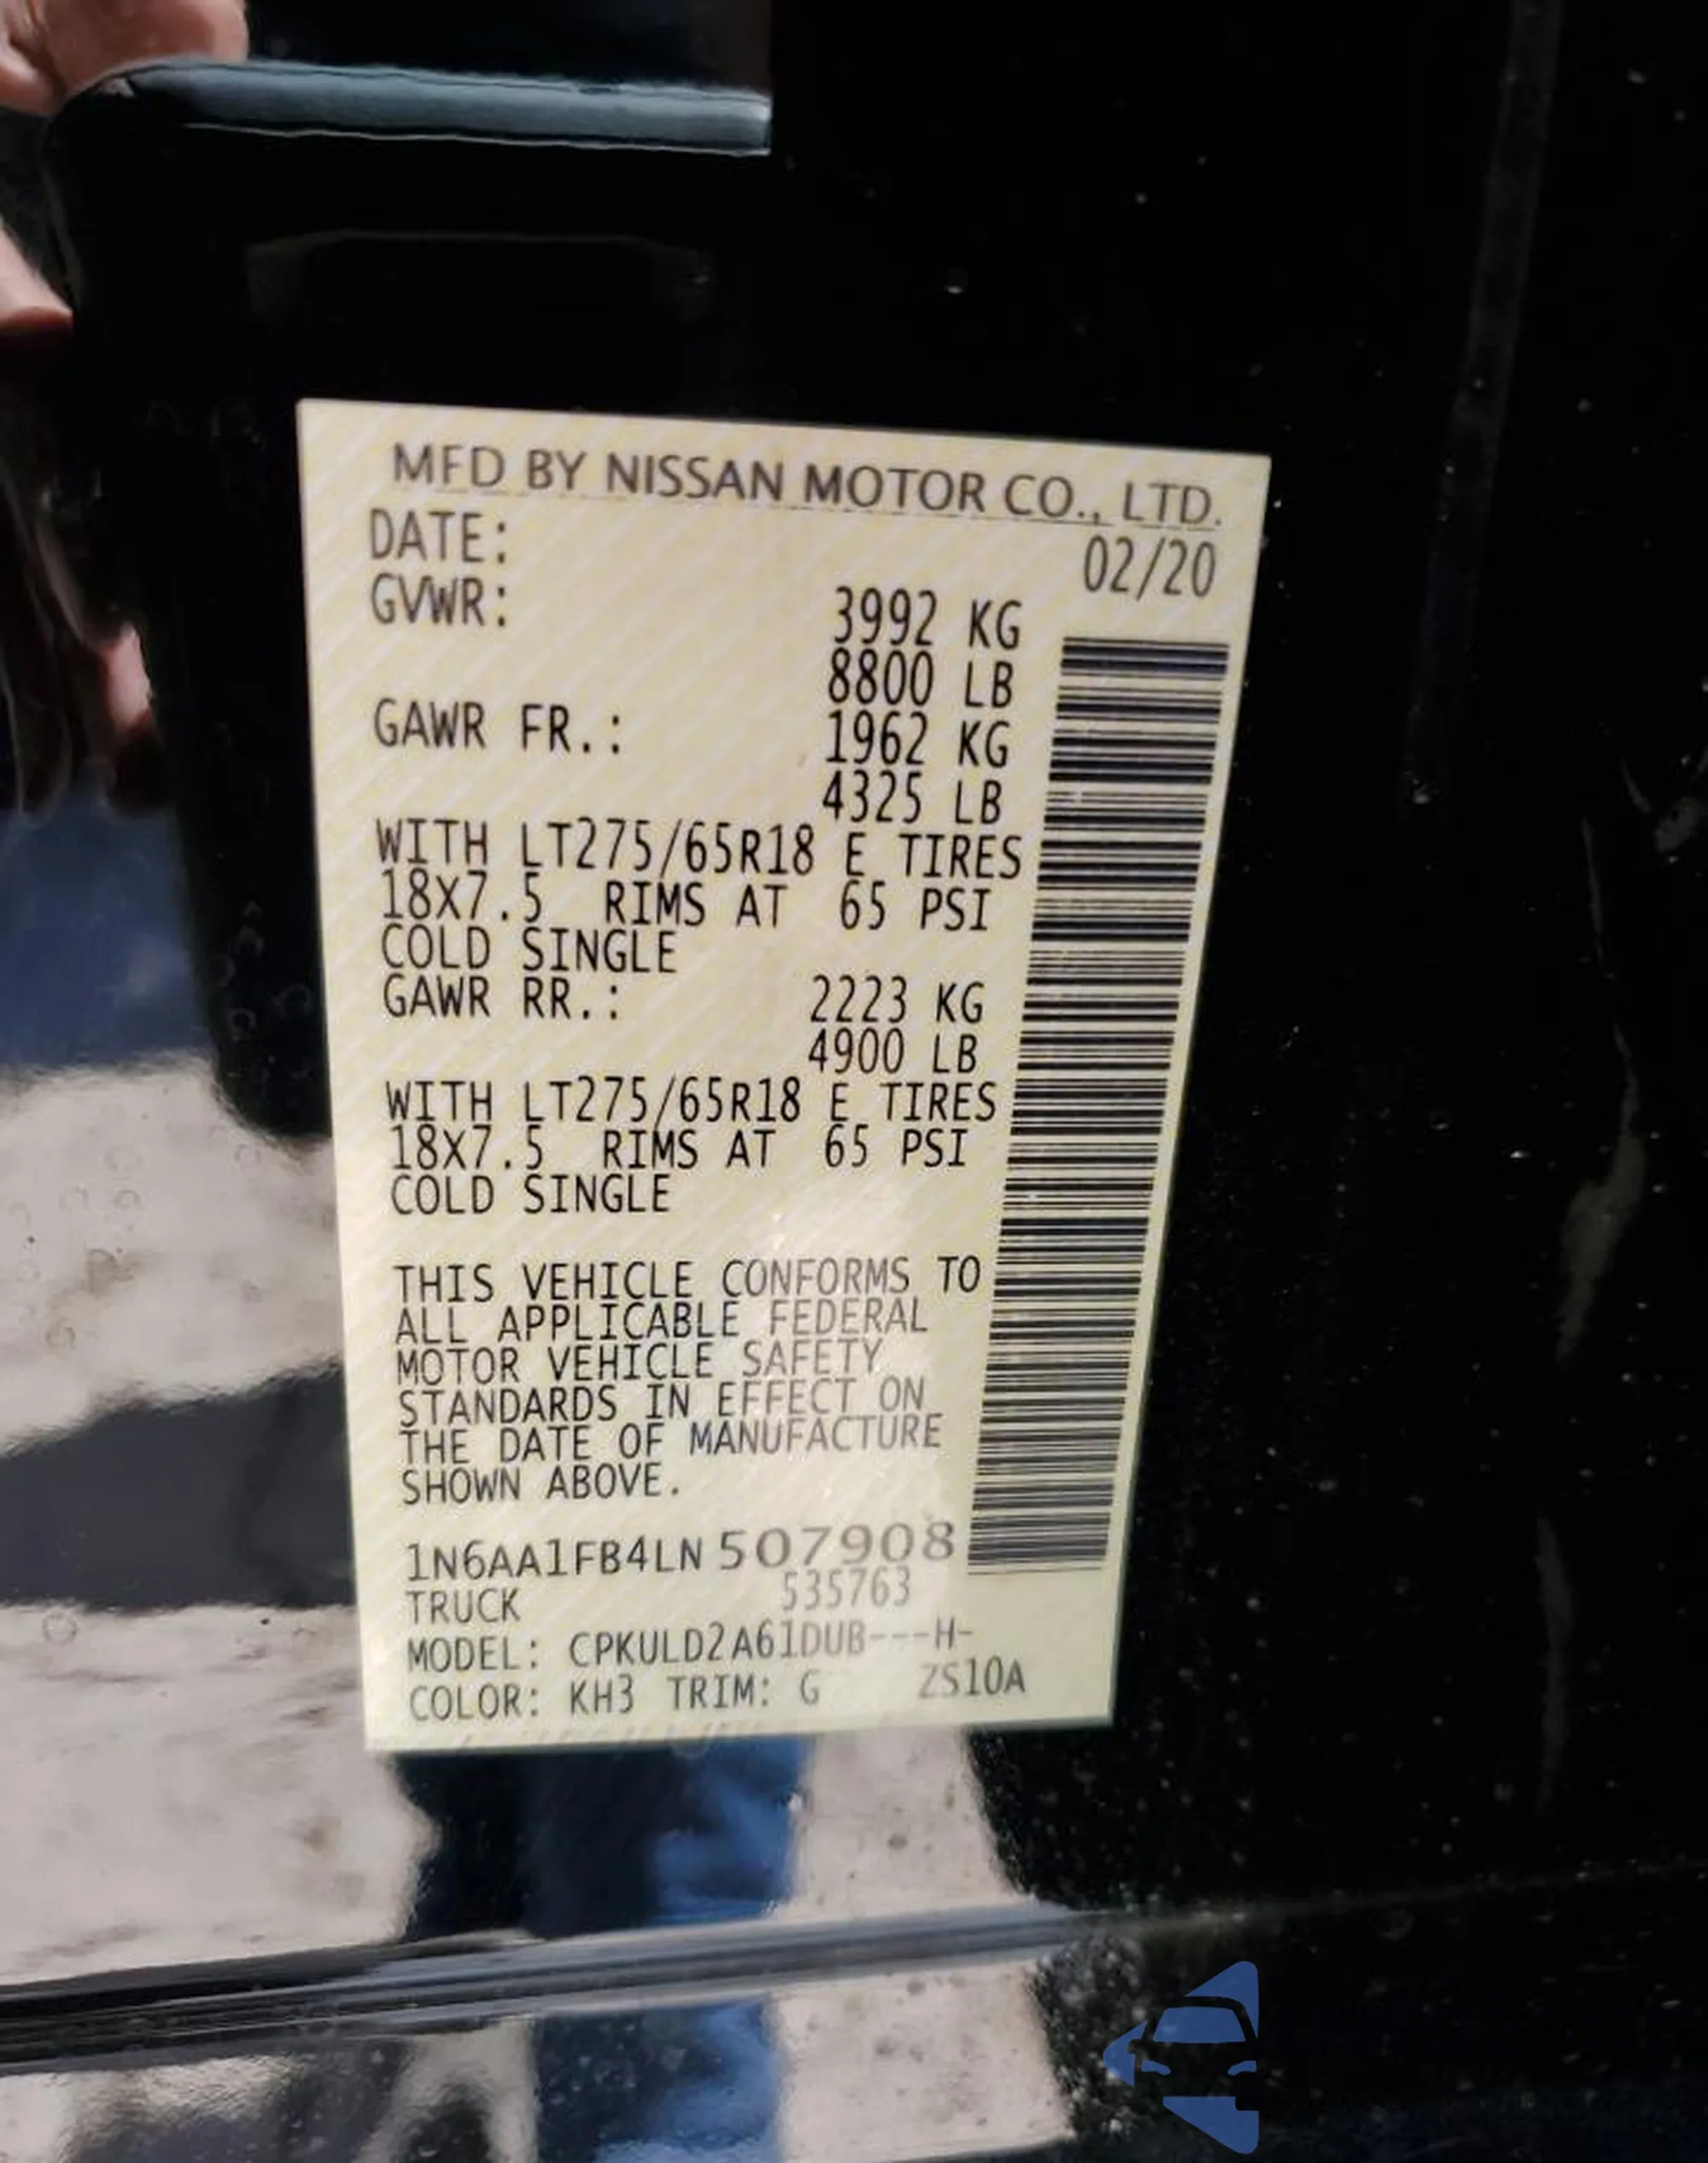 MFD BY NISSAN MOTOR CO., LTD.
DATE: 02/20
GVWR: 3992 KG
8800 LB
GAWR FR.: 1962 KG
4325 LB
WITH LT275/65R18 E TIRES
18X7.5 RIMS AT 65 PSI
COLD SINGLE
GAWR RR.: 2223 KG
4900 LB
WITH LT275/65R18 E TIRES
18X7.5 RIMS AT 65 PSI
COLD SINGLE
THIS VEHICLE CONFORMS TO
ALL APPLICABLE FEDERAL
MOTOR VEHICLE SAFETY
STANDARDS IN EFFECT ON
THE DATE OF MANUFACTURE
SHOWN ABOVE.
1N6AA1FB4LN507908
TRUCK 535763
MODEL: CPKULD2A61DUB---H-
COLOR: KH3 TRIM: G ZS10A